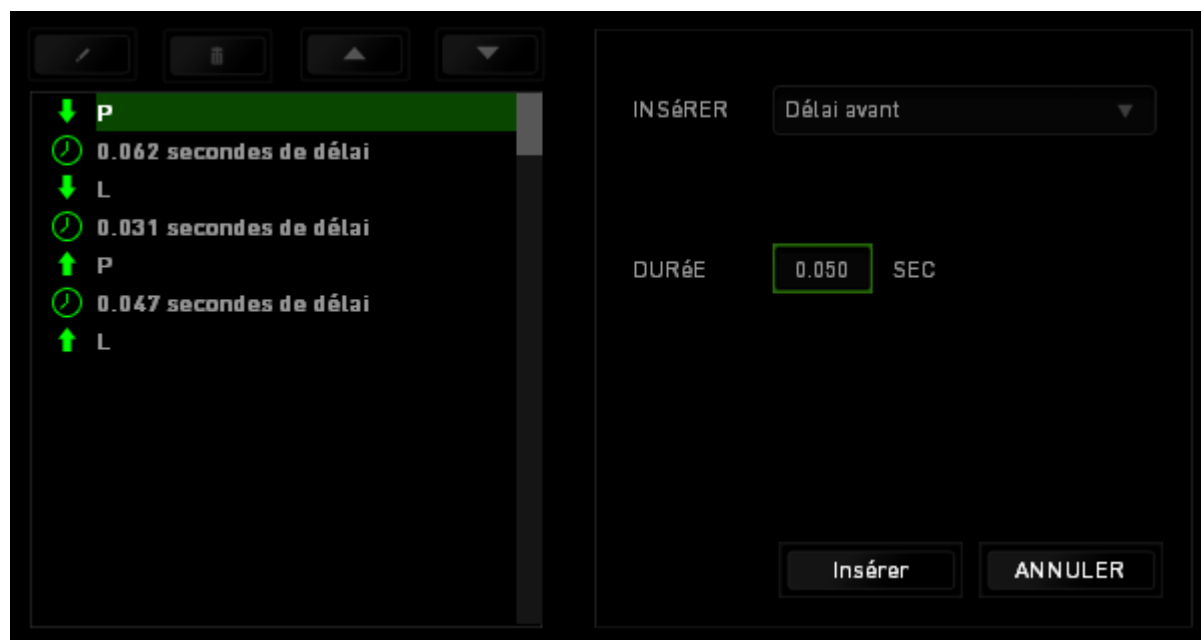 P
0.062 secondes de délai
L
0.031 secondes de délai
P
0.047 secondes de délai
L
INSéRER Délai avant
DURéE 0.050 SEC
Insérer ANNULER